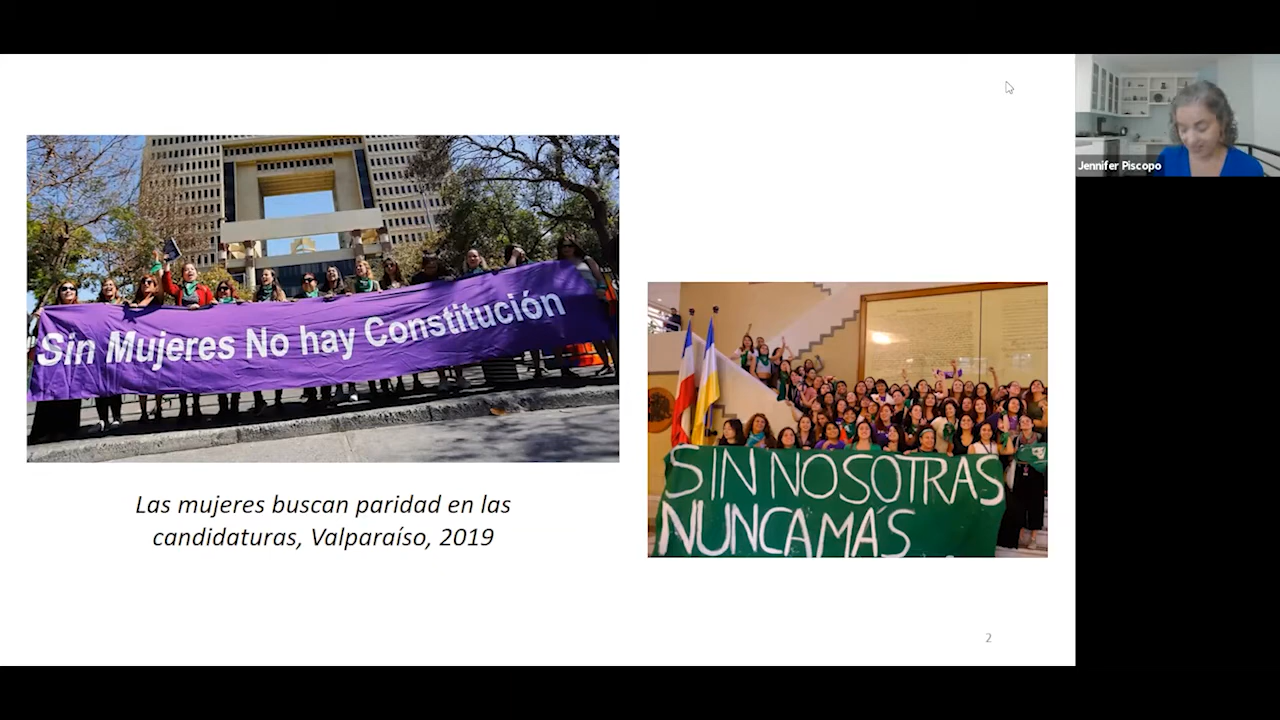 Sin Mujeres No hay Constitución
SIN NOSOTRAS
NUNCA MÁS
Las mujeres buscan paridad en las
candidaturas, Valparaíso, 2019
2
Jennifer Piscopo